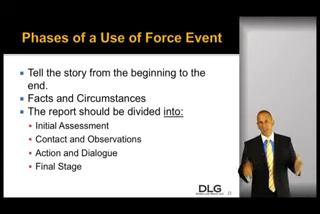 Phases of a Use of Force Event
Tell the story from the beginning to the
end.
Facts and Circumstances
The report should be divided into:
Initial Assessment
Contact and Observations
Action and Dialogue
Final Stage
DLG